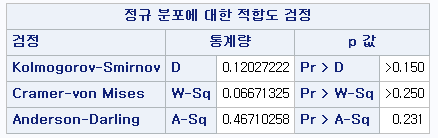 정규 분포에 대한 적합도 검정
검정 통계량 p 값
Kolmogorov-Smirnov D 0.12027222 Pr > D >0.150
Cramer-von Mises W-Sq 0.06671325 Pr > W-Sq >0.250
Anderson-Darling A-Sq 0.46710258 Pr > A-Sq 0.231